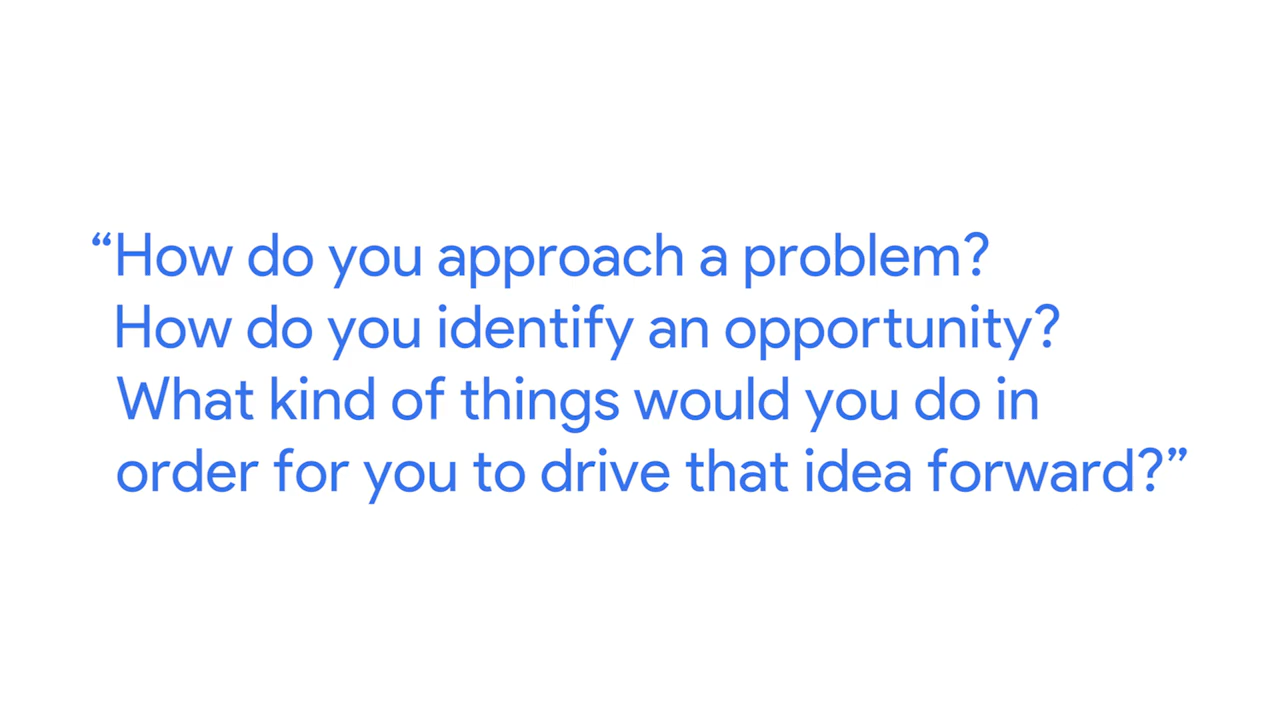 “How do you approach a problem?
How do you identify an opportunity?
What kind of things would you do in
order for you to drive that idea forward?”